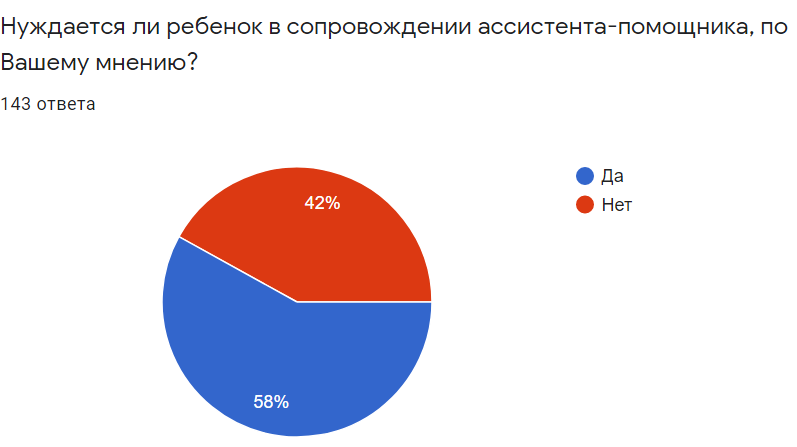 Нуждается ли ребенок в сопровождении ассистента-помощника, по
Вашему мнению?
143 ответа
Да
Нет
42%
58%